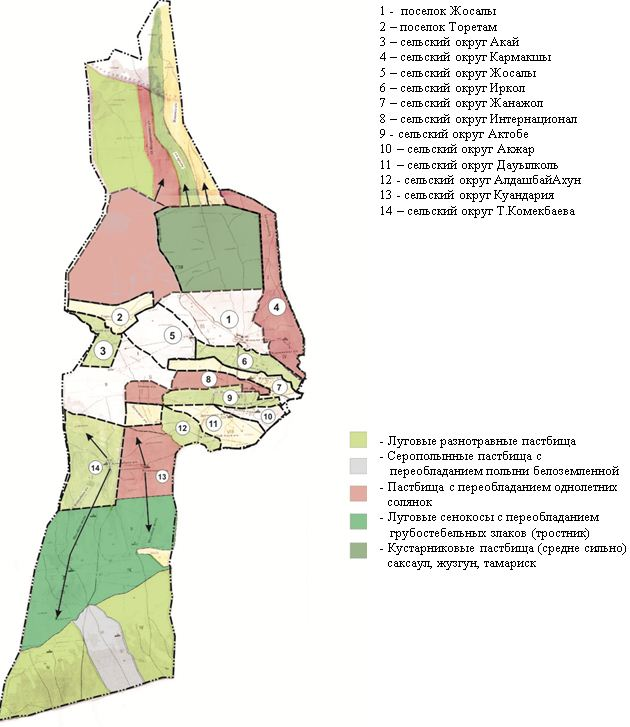 1 - поселок Жосалы
2 – поселок Торетам
3 – сельский округ Акай
4 – сельский округ Кармакшы
5 – сельский округ Жосалы
6 – сельский округ Иркол
7 – сельский округ Жанажол
8 – сельский округ Интернационал
9 - сельский округ Актобе
10 – сельский округ Акжар
11 – сельский округ Дауылколь
12 - сельский округ АлдашбайАхун
13 - сельский округ Куандария
14 – сельский округ Т.Комекбаева
4
2
1
5
3
6
8
7
9
10
11
12
14
13
- Луговые разнотравные пастбища
- Серополынные пастбища с
переобладанием полыни белоземленной
- Пастбища с переобладанием однолетних
солянок
- Луговые сенокосы с переобладанием
грубостебельных злаков (тростник)
- Кустарниковые пастбища (средне сильно)
саксаул, жузгун, тамариск